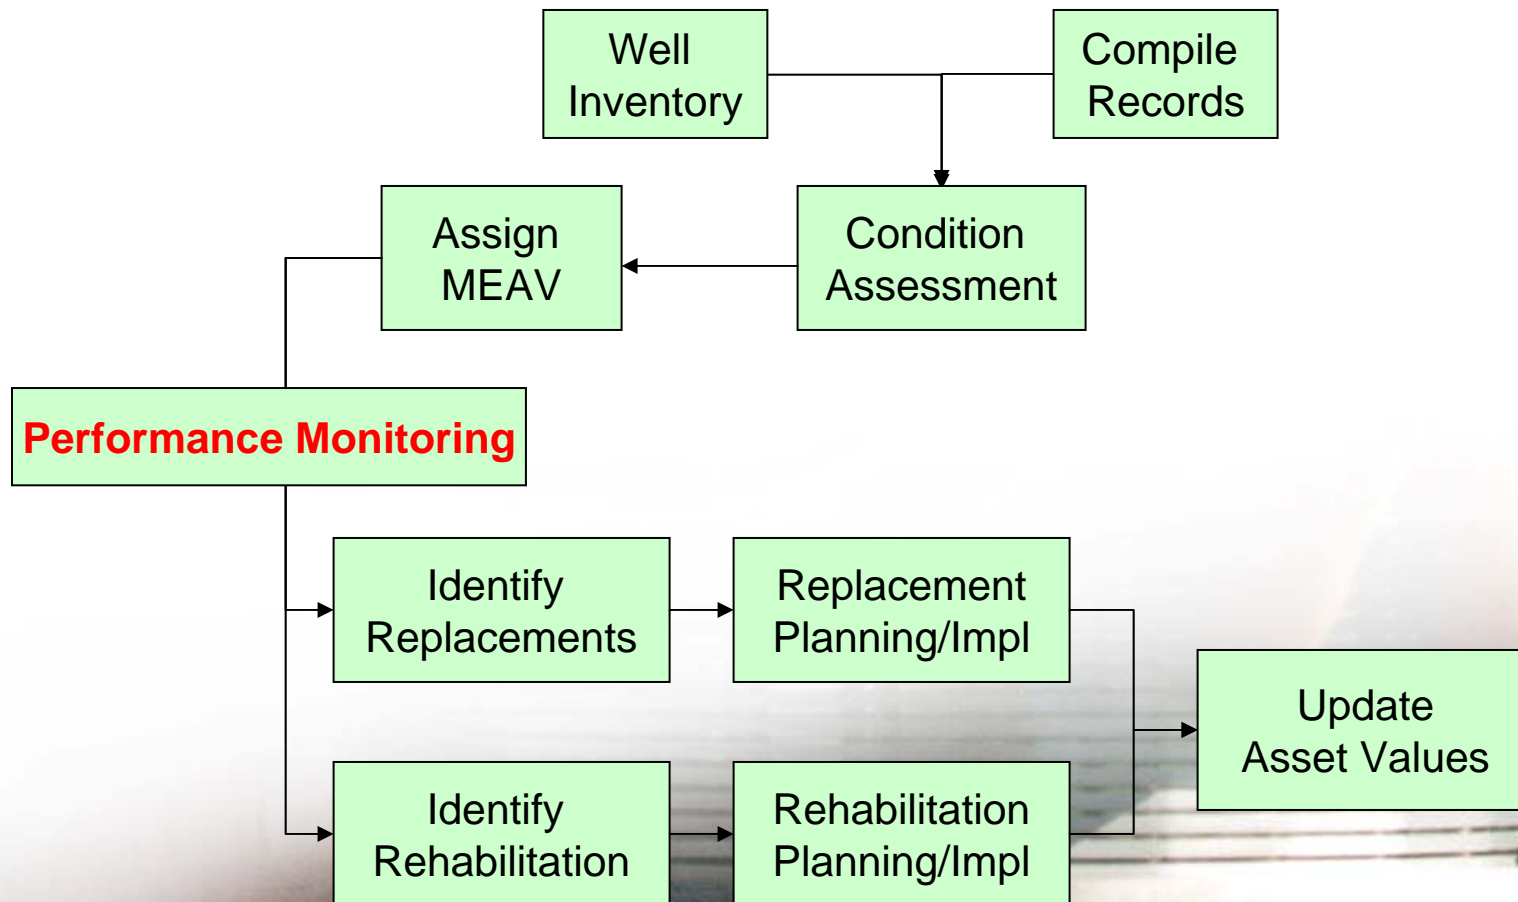 Well
Inventory
Compile
Records
Assign
MEAV
Condition
Assessment
Performance Monitoring
Identify
Replacements
Replacement
Planning/Impl
Update
Asset Values
Identify
Rehabilitation
Rehabilitation
Planning/Impl